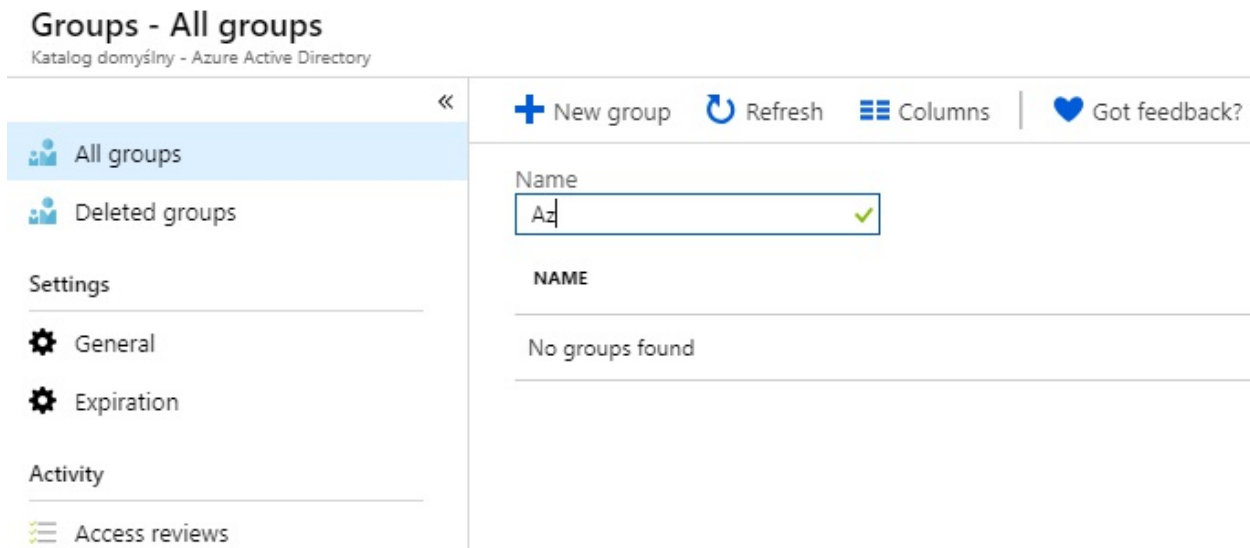 Groups - All groups
Katalog domyślny - Azure Active Directory
«
New group Refresh Columns Got feedback?
All groups
Deleted groups
Settings
General
Expiration
Activity
Access reviews
Name
Az
NAME
No groups found